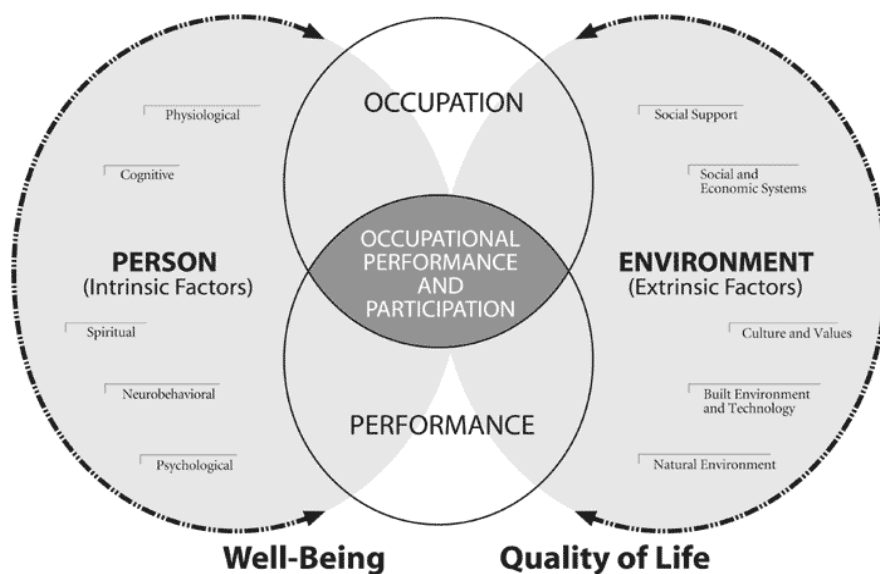 OCCUPATION
Physiological
Cognitive
PERSON
(Intrinsic Factors)
Spiritual
Neurobehavioral
Psychological
OCCUPATIONAL
PERFORMANCE
AND
PARTICIPATION
PERFORMANCE
Social Support
Social and
Economic Systems
ENVIRONMENT
(Extrinsic Factors)
Culture and Values
Built Environment
and Technology
Natural Environment
Well-Being
Quality of Life